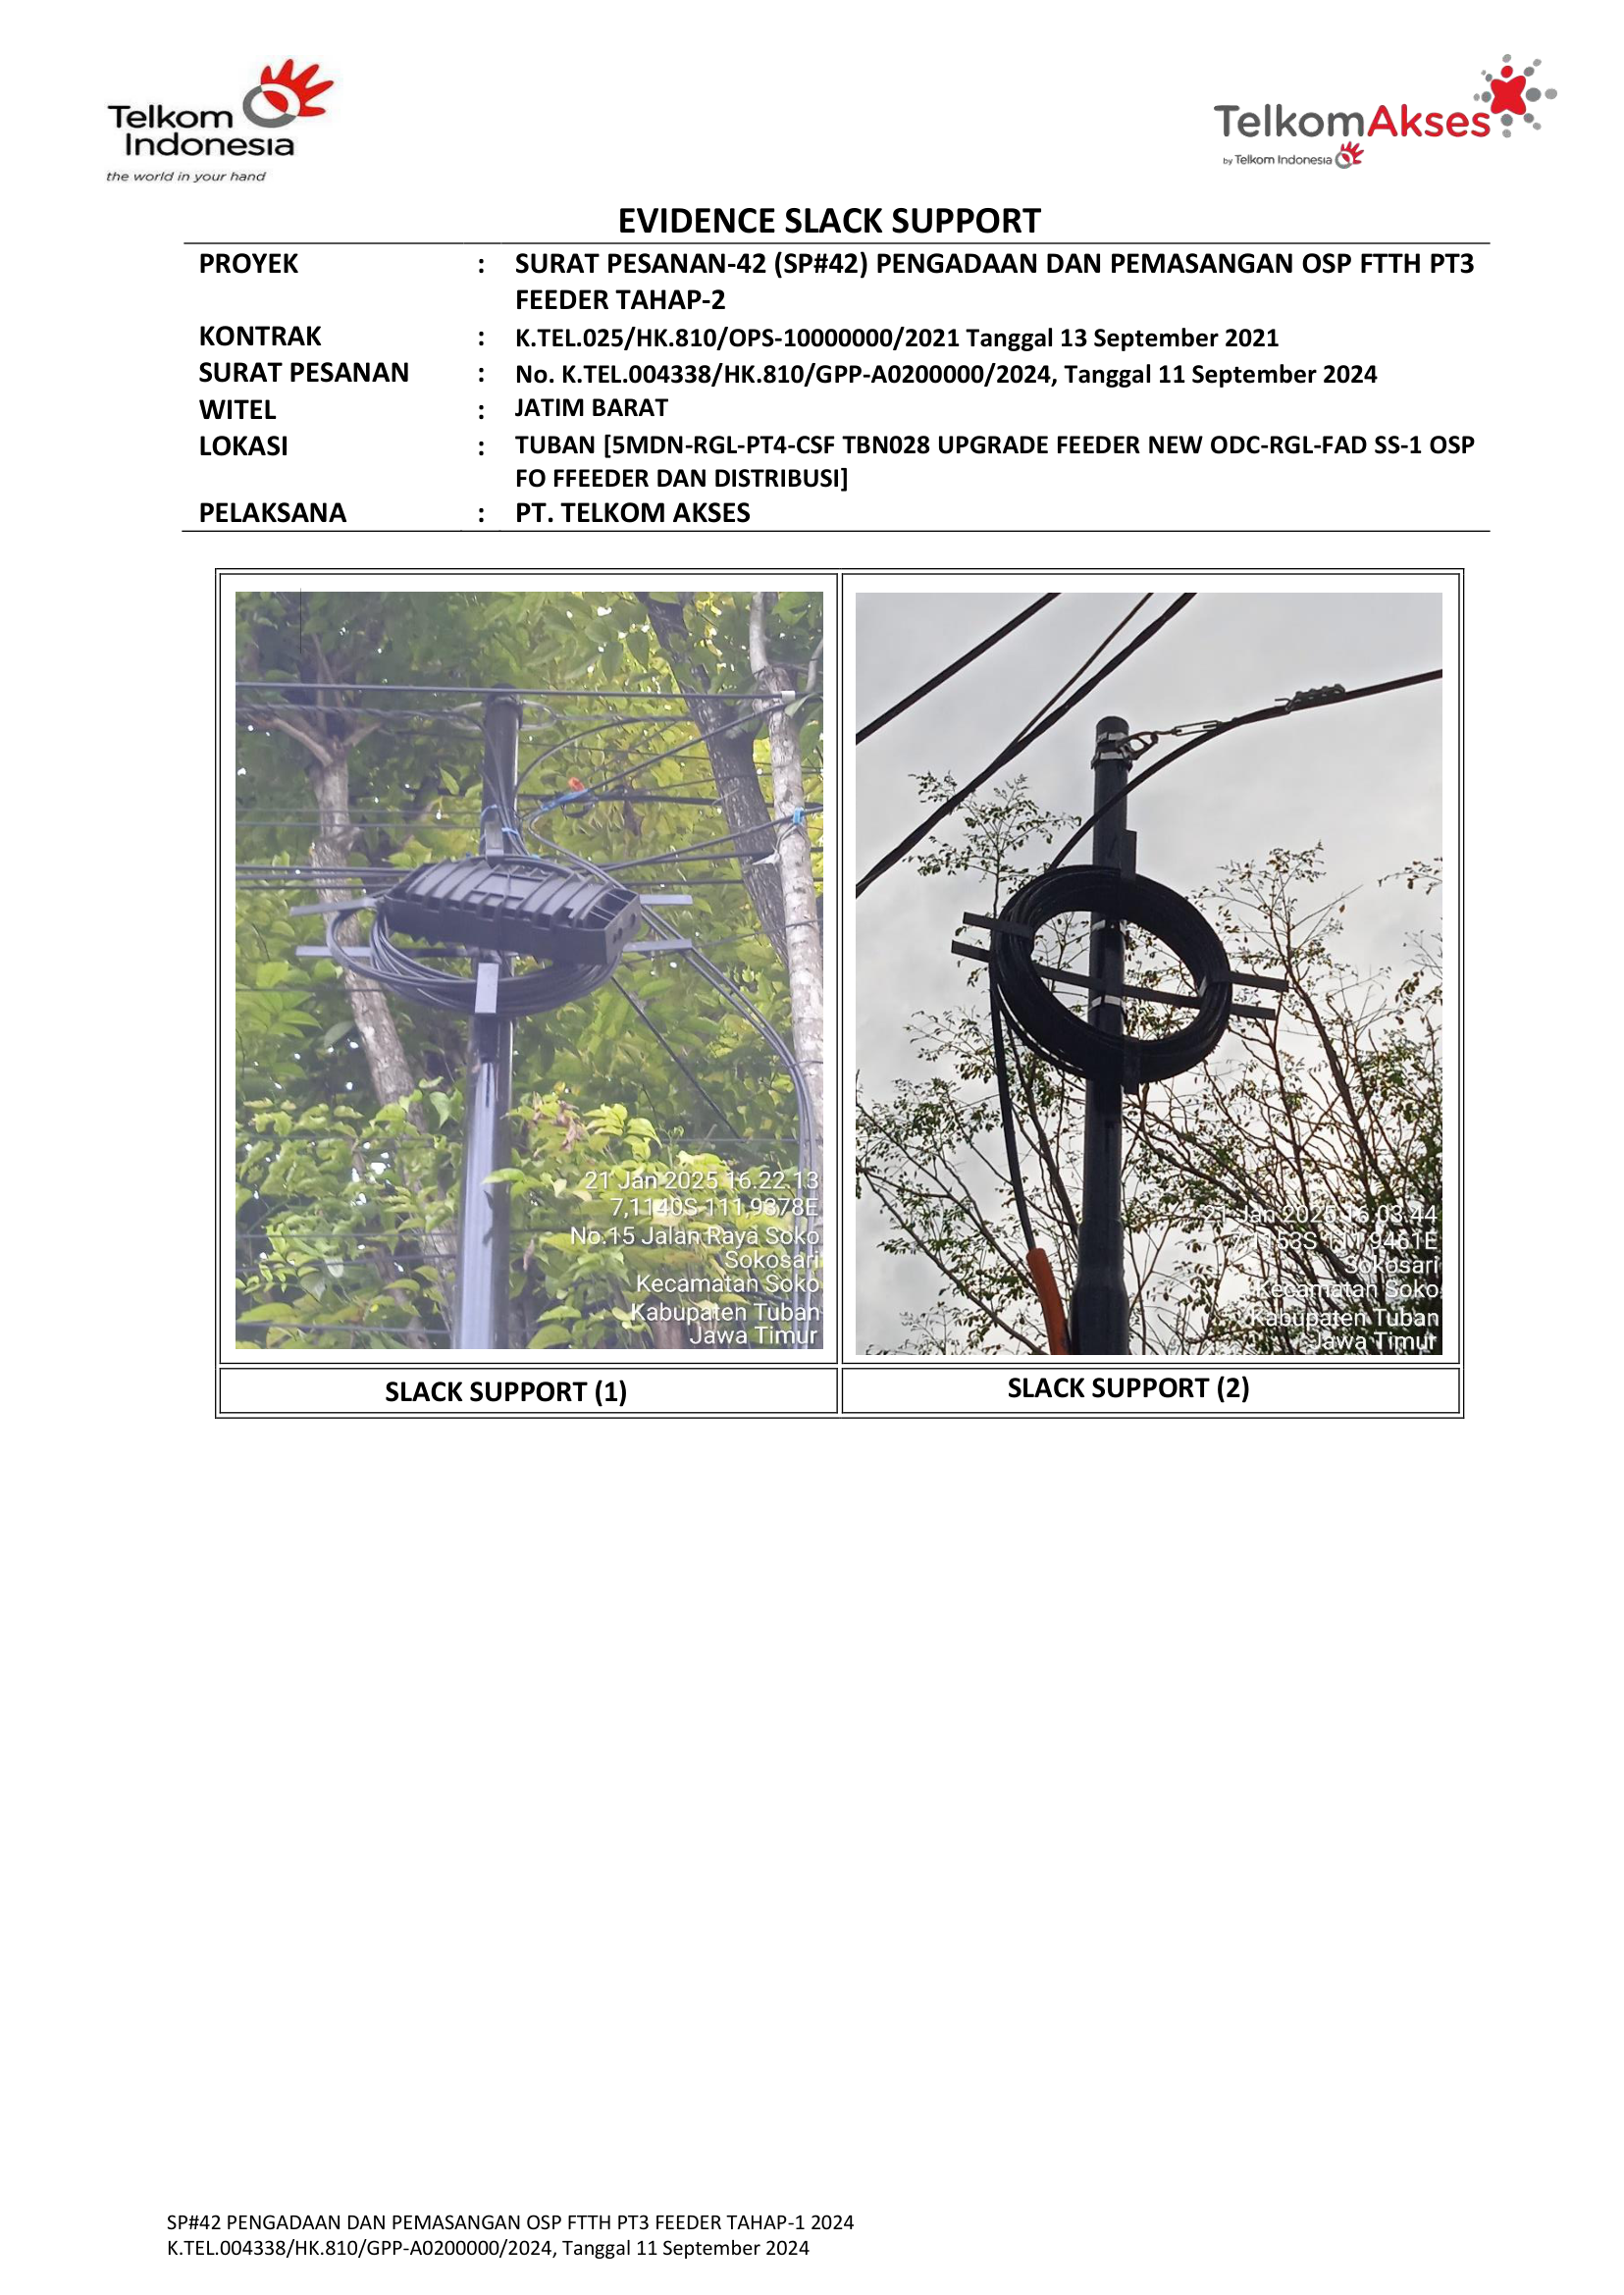 Telkom
Indonesia
the world in your hand
TelkomAkses
by Telkom Indonesia
EVIDENCE SLACK SUPPORT
PROYEK : SURAT PESANAN-42 (SP#42) PENGADAAN DAN PEMASANGAN OSP FTTH PT3
FEEDER TAHAP-2
KONTRAK : K.TEL.025/HK.810/OPS-10000000/2021 Tanggal 13 September 2021
SURAT PESANAN : No. K.TEL.004338/HK.810/GPP-A0200000/2024, Tanggal 11 September 2024
WITEL : JATIM BARAT
LOKASI : TUBAN [5MDN-RGL-PT4-CSF TBN028 UPGRADE FEEDER NEW ODC-RGL-FAD SS-1 OSP
FO FFEEDER DAN DISTRIBUSI]
PELAKSANA : PT. TELKOM AKSES
21 Jan 2025 16.22.13
7,1140S 111,9378E
No.15 Jalan Raya Soko
Sokosari
Kecamatan Soko
Kabupaten Tuban
Jawa Timur
21 Jan 2025 16.03.44
7,1153S 111,9461E
Sokosari
Kecamatan Soko
Kabupaten Tuban
Jawa Timur
SLACK SUPPORT (1)
SLACK SUPPORT (2)
SP#42 PENGADAAN DAN PEMASANGAN OSP FTTH PT3 FEEDER TAHAP-1 2024
K.TEL.004338/HK.810/GPP-A0200000/2024, Tanggal 11 September 2024